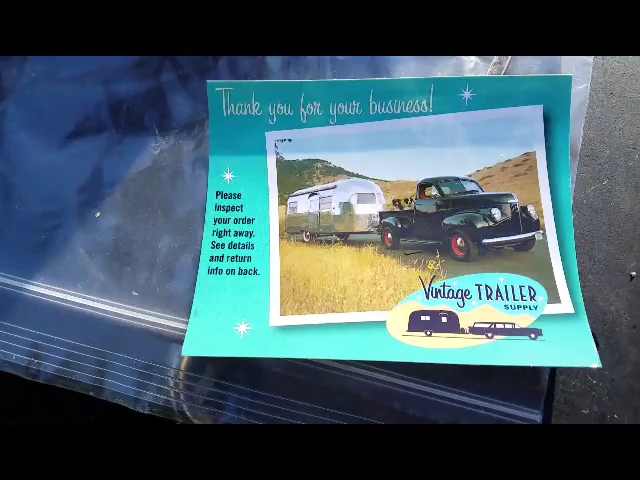 Thank you for your business!
Please
inspect
your order
right away.
See details
and return
info on back.
Vintage TRAILER
SUPPLY